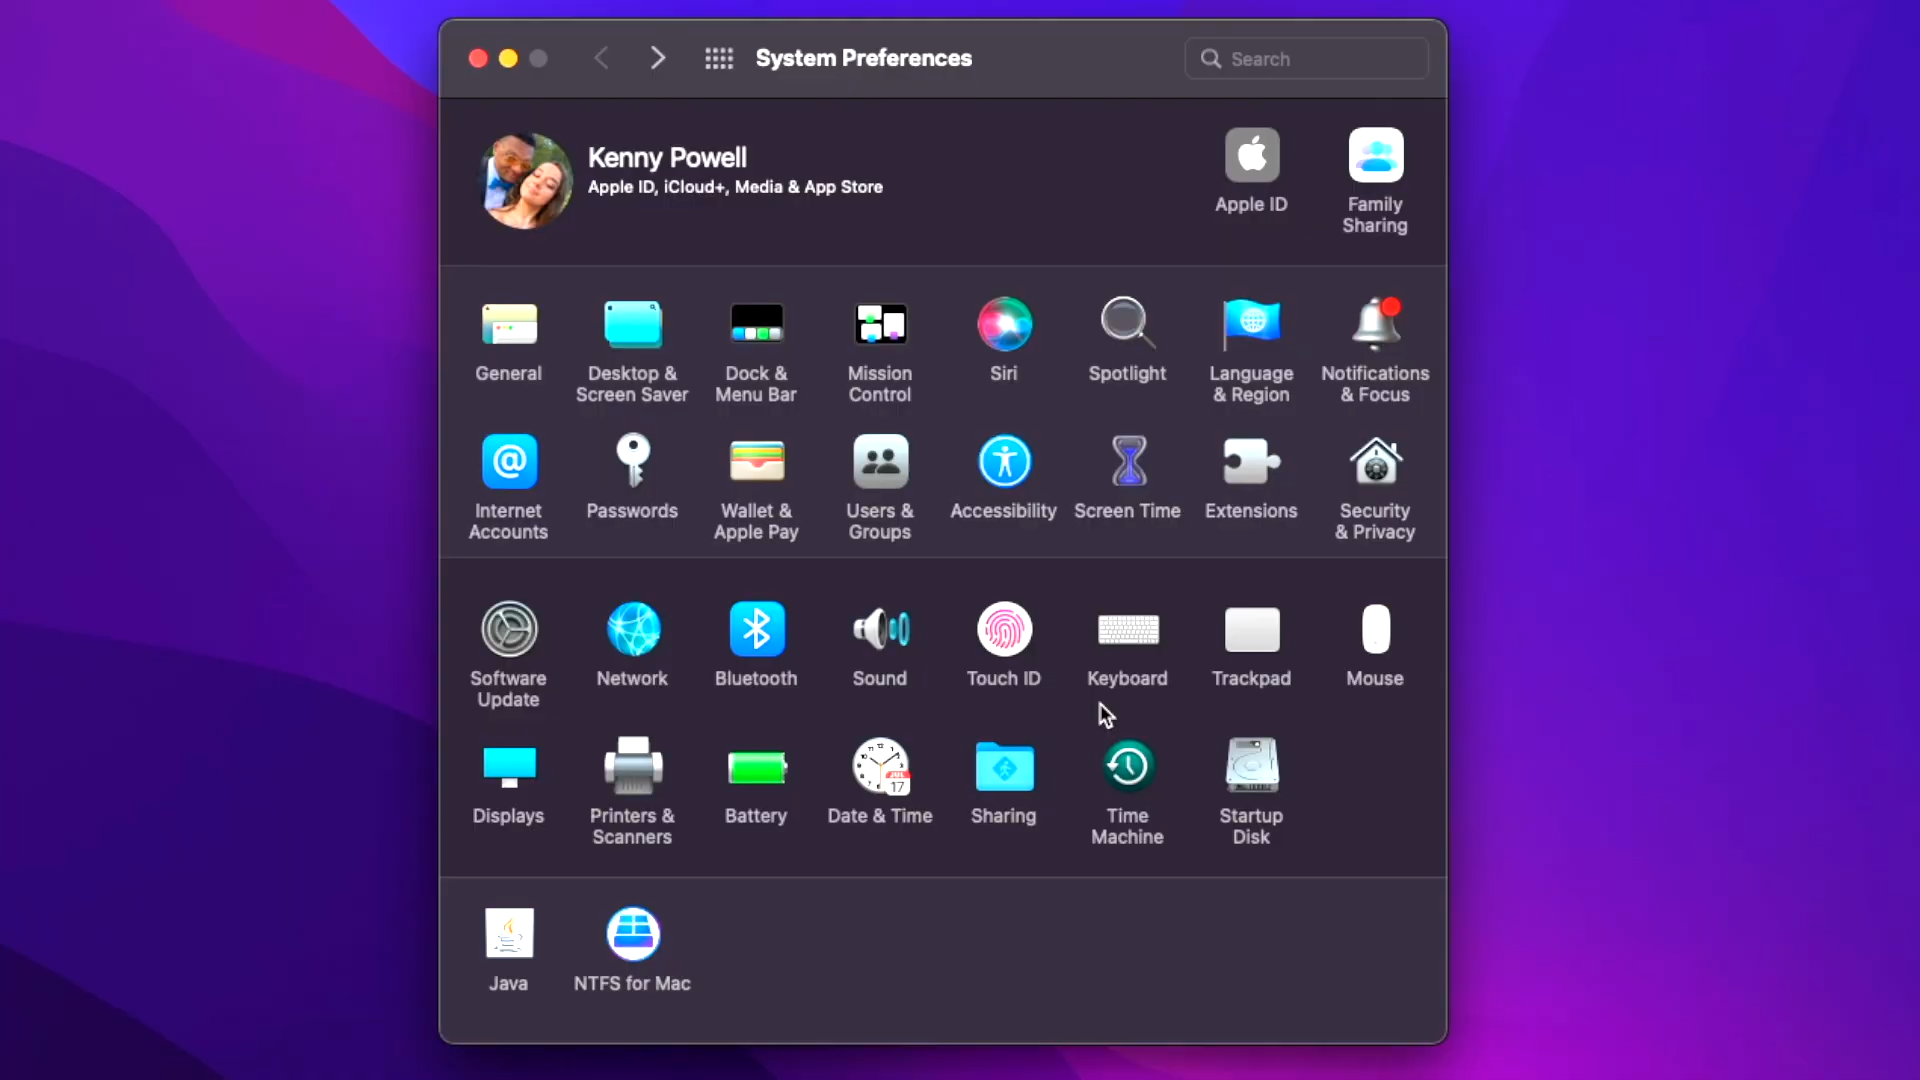 System Preferences
Search
Kenny Powell
Apple ID, iCloud+, Media & App Store
Apple ID
Family
Sharing
General
Desktop &
Screen Saver
Dock &
Menu Bar
Mission
Control
Siri
Spotlight
Language
& Region
Notifications
& Focus
Internet
Accounts
Passwords
Wallet &
Apple Pay
Users &
Groups
Accessibility
Screen Time
Extensions
Security
& Privacy
Software
Update
Network
Bluetooth
Sound
Touch ID
Keyboard
Trackpad
Mouse
Displays
Printers &
Scanners
Battery
JUL
17
Date & Time
Sharing
Time
Machine
Startup
Disk
Java
NTFS for Mac